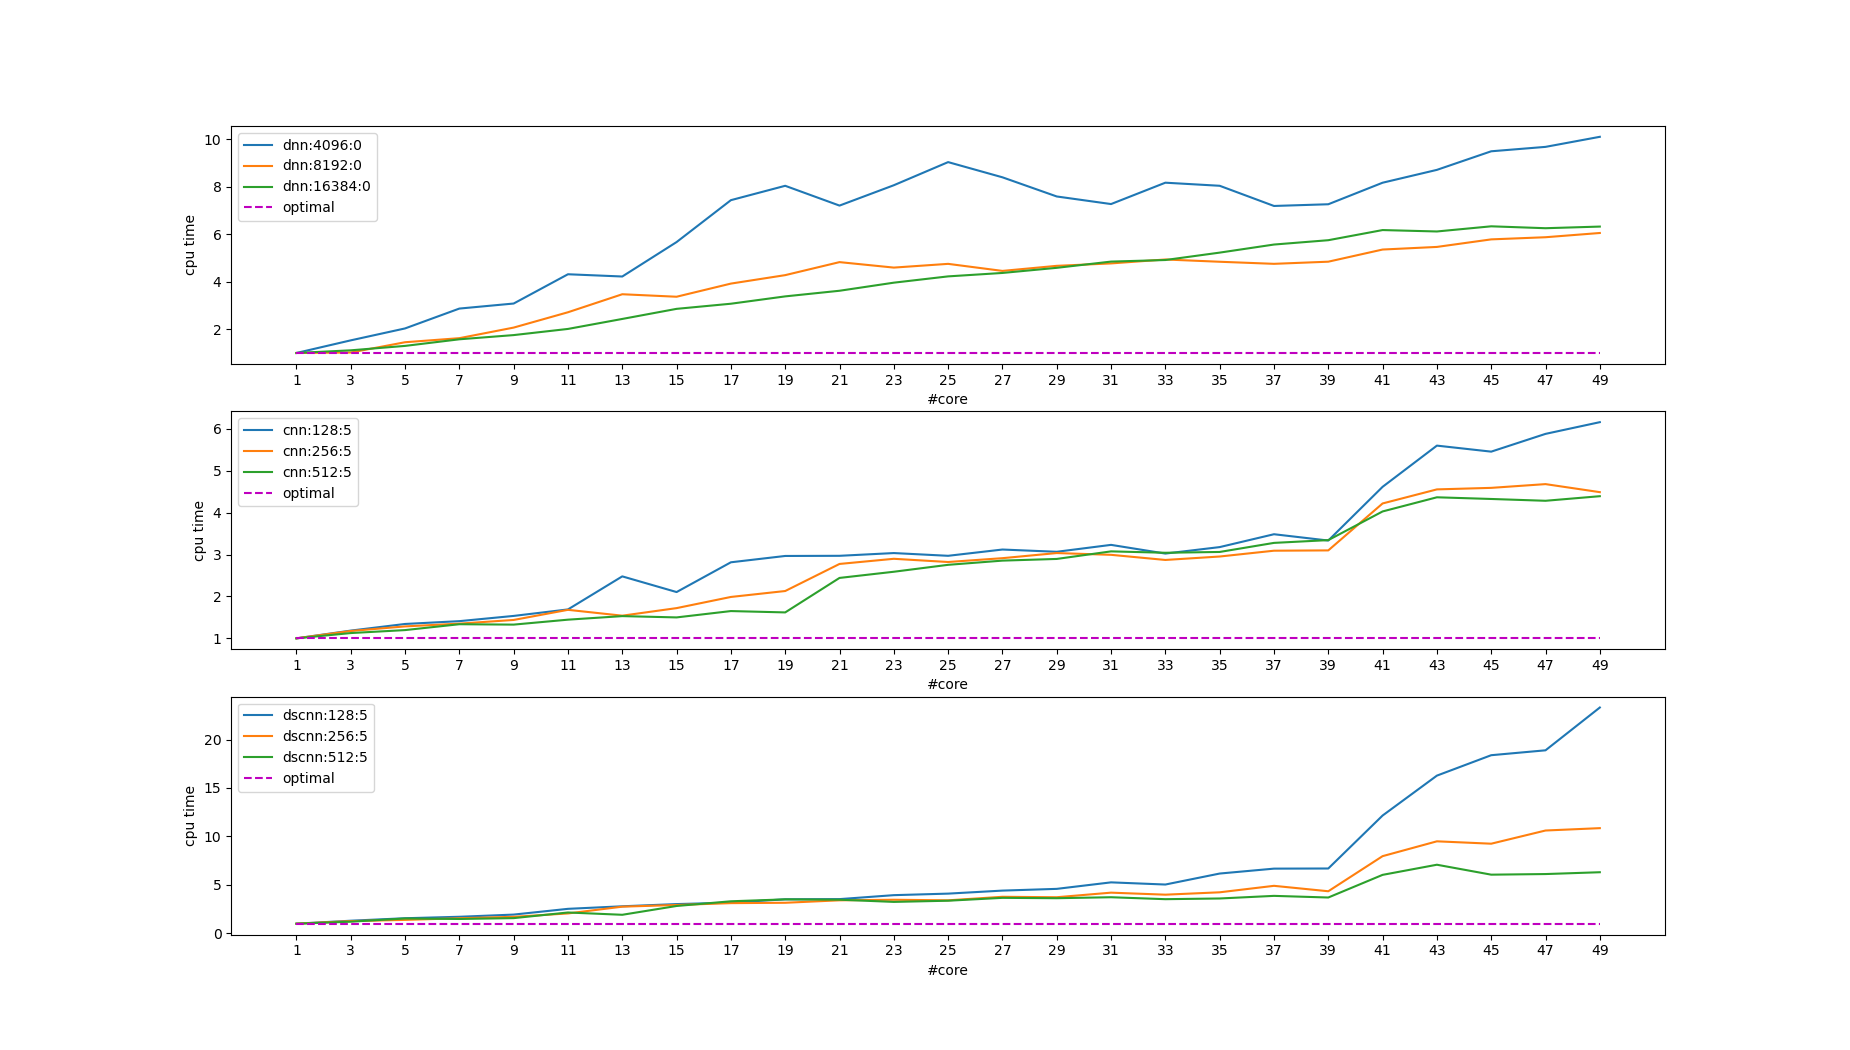 10
8
6
4
2
cpu time
dnn:4096:0
dnn:8192:0
dnn:16384:0
optimal
1 3 5 7 9 11 13 15 17 19 21 23 25 27 29 31 33 35 37 39 41 43 45 47 49
#core
6
5
4
3
2
1
cpu time
cnn:128:5
cnn:256:5
cnn:512:5
optimal
1 3 5 7 9 11 13 15 17 19 21 23 25 27 29 31 33 35 37 39 41 43 45 47 49
#core
20
15
10
5
0
cpu time
dscnn:128:5
dscnn:256:5
dscnn:512:5
optimal
1 3 5 7 9 11 13 15 17 19 21 23 25 27 29 31 33 35 37 39 41 43 45 47 49
#core